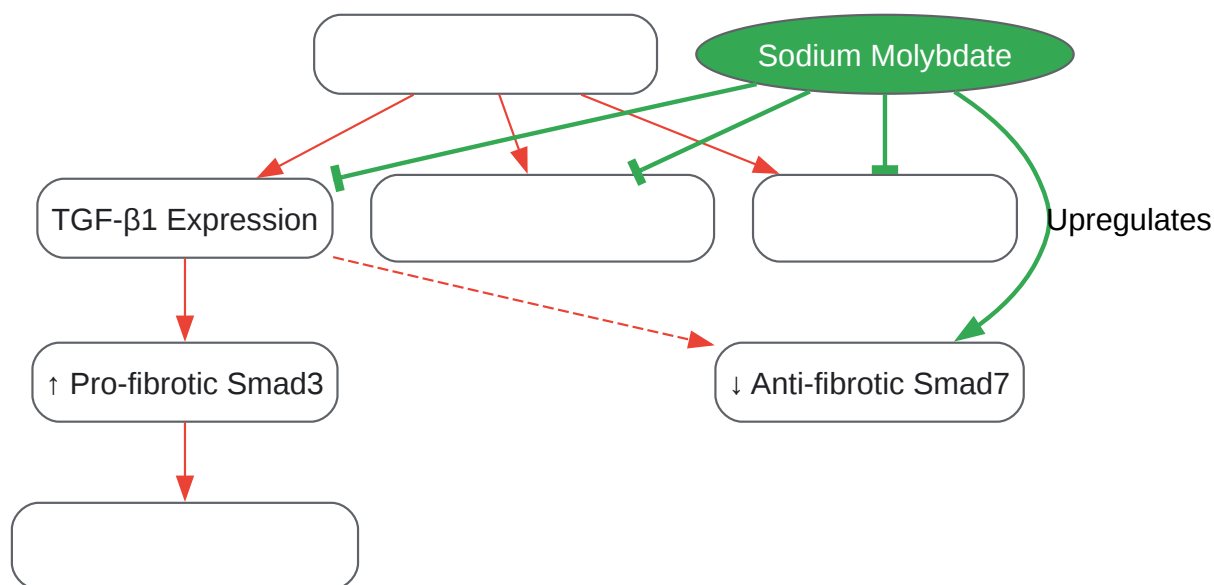 Sodium Molybdate
TGF-β1 Expression
Upregulates
↑ Pro-fibrotic Smad3
↓ Anti-fibrotic Smad7